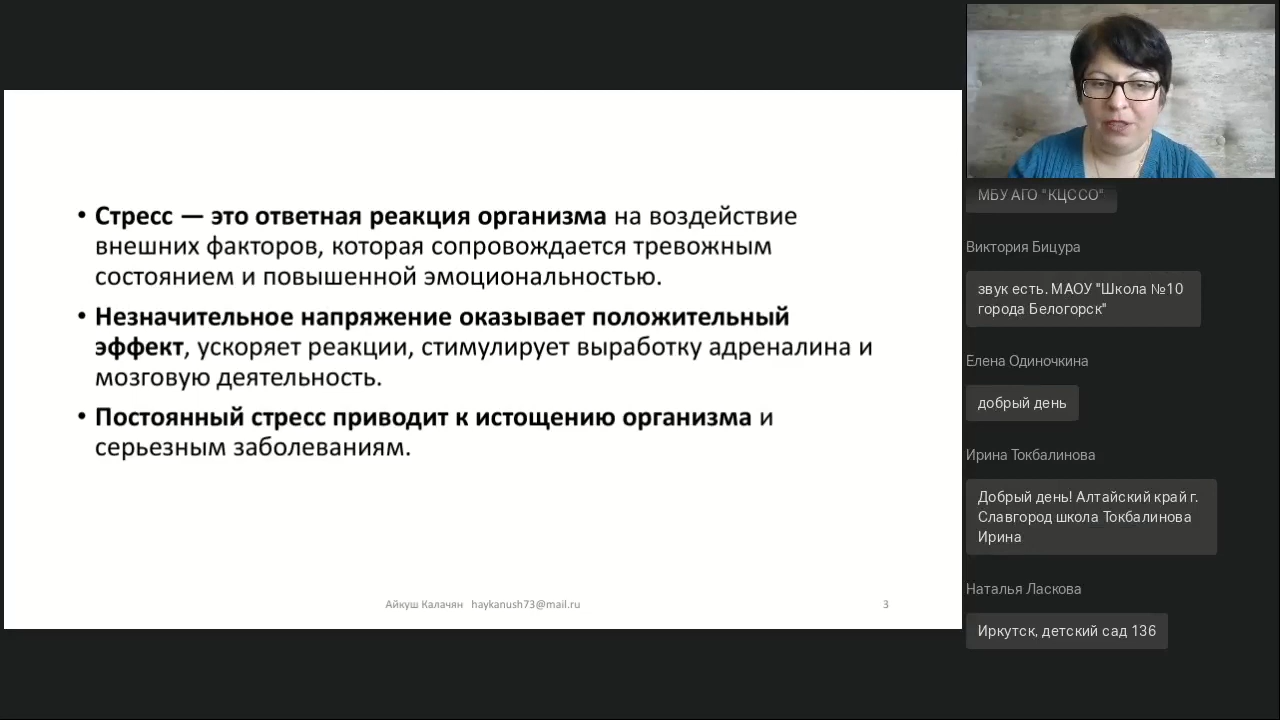 • Стресс — это ответная реакция организма на воздействие
внешних факторов, которая сопровождается тревожным
состоянием и повышенной эмоциональностью.
• Незначительное напряжение оказывает положительный
эффект, ускоряет реакции, стимулирует выработку адреналина и
мозговую деятельность.
• Постоянный стресс приводит к истощению организма и
серьезным заболеваниям.
Айкуш Калачян haykanush73@mail.ru
3
МБУ АГО "КЦССО"
Виктория Бицура
звук есть. МАОУ "Школа №10
города Белогорск"
Елена Одиночкина
добрый день
Ирина Токбалинова
Добрый день! Алтайский край г.
Славгород школа Токбалинова
Ирина
Наталья Ласкова
Иркутск, детский сад 136